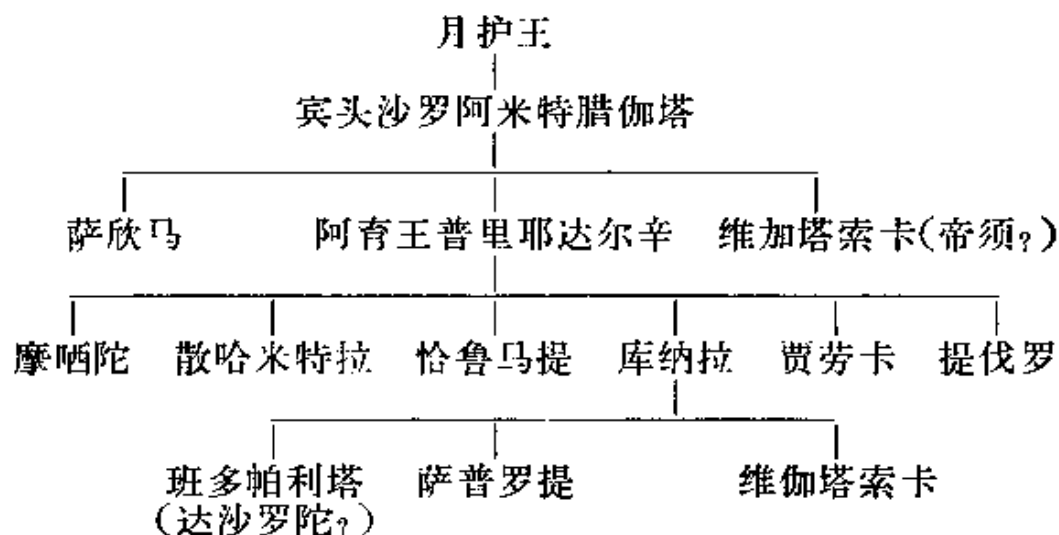 月护王
宾头沙罗阿米特腊伽塔
萨欣马 阿育王普里耶达尔辛 维加塔索卡(帝须?)
摩哂陀 散哈米特拉 恰鲁马提 库纳拉 贾劳卡 提伐罗
班多帕利塔 萨普罗提 维伽塔索卡
(达沙罗陀?)